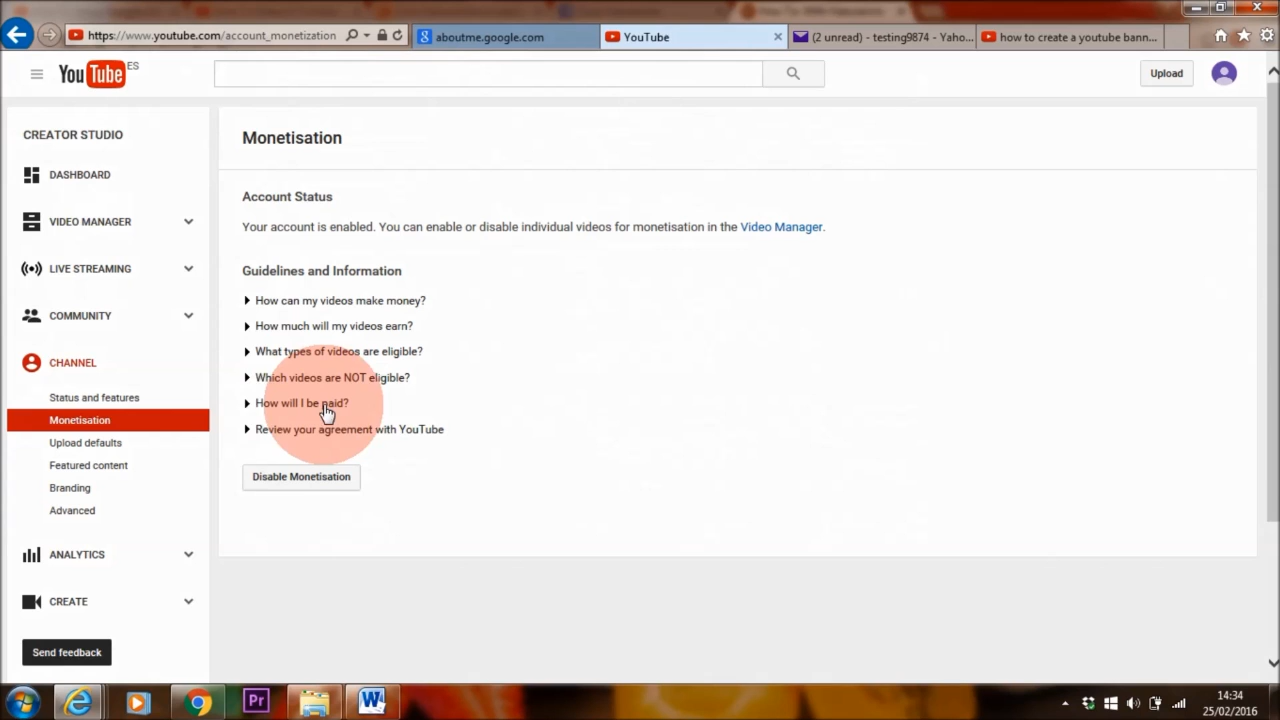 https://www.youtube.com/account_monetization
aboutme.google.com
YouTube
(2 unread) - testing9874 - Yaho...
how to create a youtube bann...
YouTube ES
Upload
CREATOR STUDIO
DASHBOARD
VIDEO MANAGER
LIVE STREAMING
COMMUNITY
CHANNEL
Status and features
Monetisation
Upload defaults
Featured content
Branding
Advanced
ANALYTICS
CREATE
Send feedback
Monetisation
Account Status
Your account is enabled. You can enable or disable individual videos for monetisation in the Video Manager.
Guidelines and Information
How can my videos make money?
How much will my videos earn?
What types of videos are eligible?
Which videos are NOT eligible?
How will I be paid?
Review your agreement with YouTube
Disable Monetisation
Pr
14:34
25/02/2016